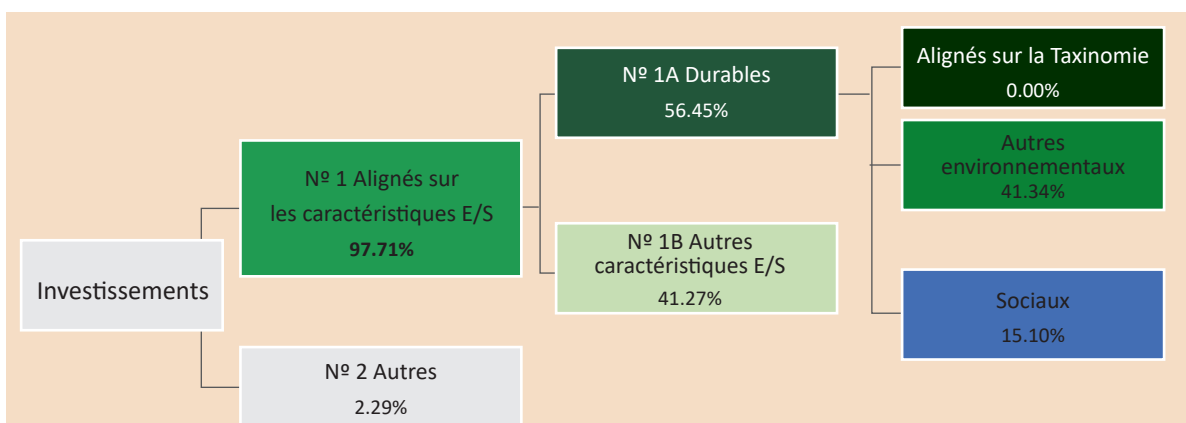 Investissements
Nº 1 Alignés sur
les caractéristiques E/S
97.71%
Nº 2 Autres
2.29%
Nº 1A Durables
56.45%
Nº 1B Autres
caractéristiques E/S
41.27%
Alignés sur la Taxinomie
0.00%
Autres
environnementaux
41.34%
Sociaux
15.10%